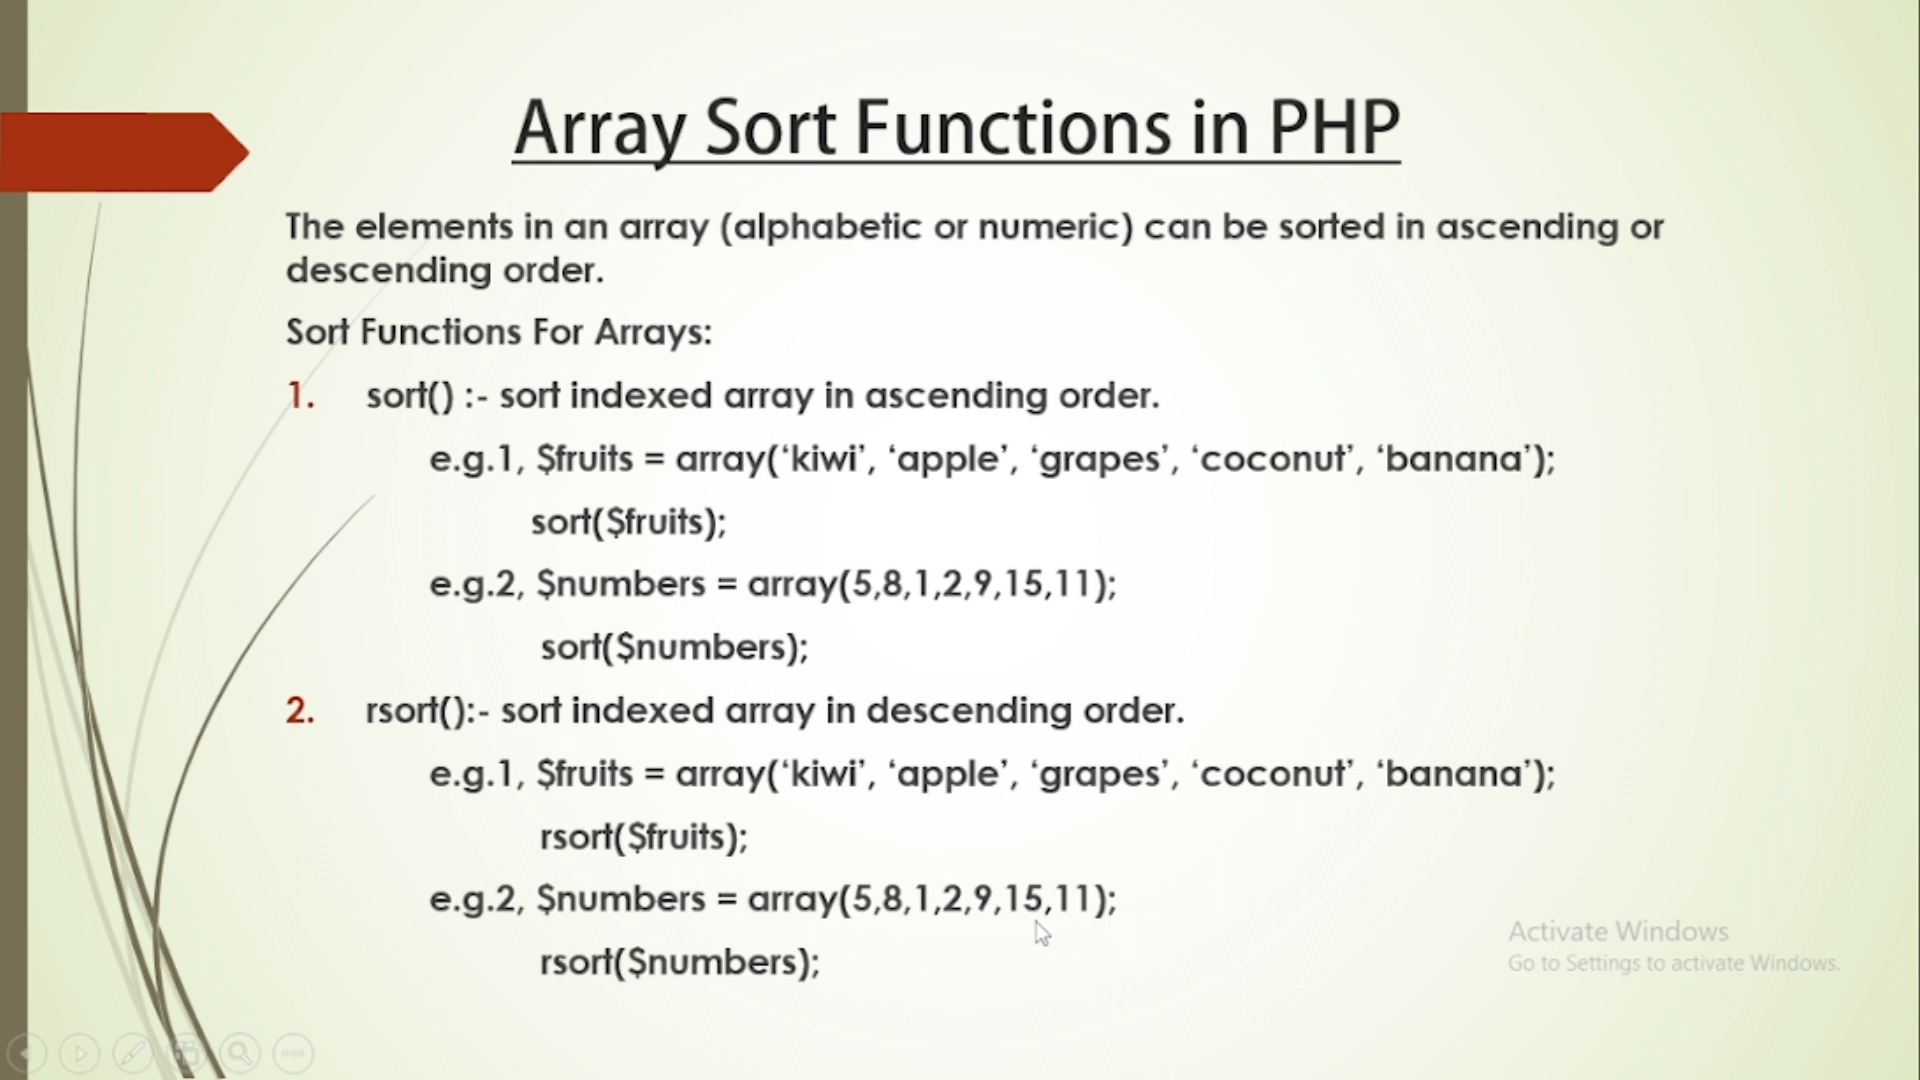 Array Sort Functions in PHP
The elements in an array (alphabetic or numeric) can be sorted in ascending or
descending order.
Sort Functions For Arrays:
1. sort() :- sort indexed array in ascending order.
e.g.1, $fruits = array(‘kiwi’, ‘apple’, ‘grapes’, ‘coconut’, ‘banana’);
sort($fruits);
e.g.2, $numbers = array(5,8,1,2,9,15,11);
sort($numbers);
2. rsort():- sort indexed array in descending order.
e.g.1, $fruits = array(‘kiwi’, ‘apple’, ‘grapes’, ‘coconut’, ‘banana’);
rsort($fruits);
e.g.2, $numbers = array(5,8,1,2,9,15,11);
rsort($numbers);
Activate Windows
Go to Settings to activate Windows.